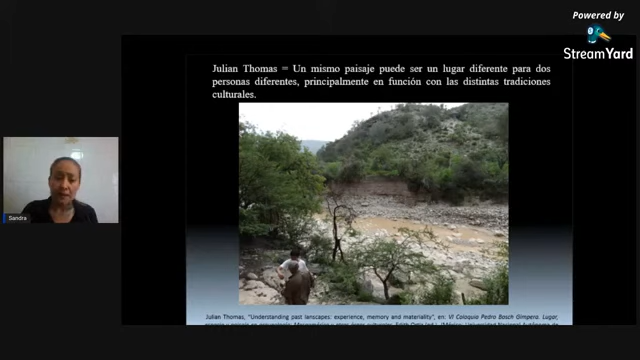 Powered by
StreamYard
Julian Thomas = Un mismo paisaje puede ser un lugar diferente para dos
personas diferentes, principalmente en función con las distintas tradiciones
culturales.
Sandra
Julian Thomas, "Understanding past lanscapes: experience, memory and materiality", en: VI Coloquio Pedro Bosch Gimpera. Lugar,